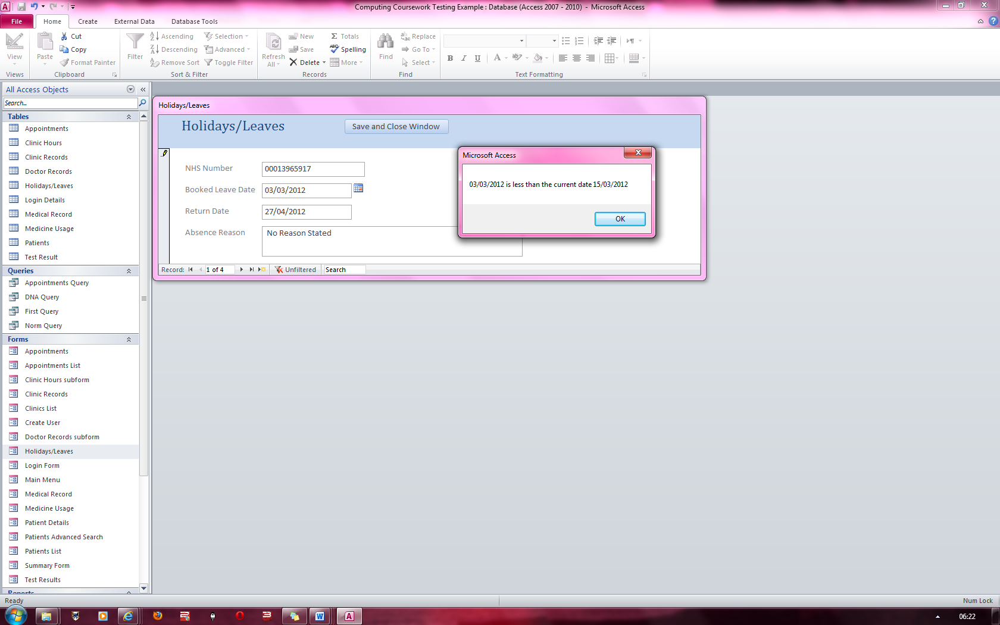 Computing Coursework Testing Example : Database (Access 2007 - 2010) - Microsoft Access
File Home Create External Data Database Tools
View
Views
Paste
Cut
Copy
Format Painter
Clipboard
Filter
Ascending
Descending
Remove Sort
Selection
Advanced
Toggle Filter
Sort & Filter
Refresh All
New
Save
Delete
Totals
Spelling
More
Records
Find
Replace
Go To
Select
Find
B I U A
Text Formatting
All Access Objects
Search...
Tables
Appointments
Clinic Hours
Clinic Records
Doctor Records
Holidays/Leaves
Login Details
Medical Record
Medicine Usage
Patients
Test Result
Queries
Appointments Query
DNA Query
First Query
Norm Query
Forms
Appointments
Appointments List
Clinic Hours subform
Clinic Records
Clinics List
Create User
Doctor Records subform
Holidays/Leaves
Login Form
Main Menu
Medical Record
Medicine Usage
Patient Details
Patients Advanced Search
Patients List
Summary Form
Test Results
Reports
Holidays/Leaves
Holidays/Leaves
Save and Close Window
NHS Number 00013965917
Booked Leave Date 03/03/2012
Return Date 27/04/2012
Absence Reason No Reason Stated
Record: 1 of 4 Unfiltered Search
Microsoft Access
03/03/2012 is less than the current date 15/03/2012
OK
Ready
Num Lock
06:22